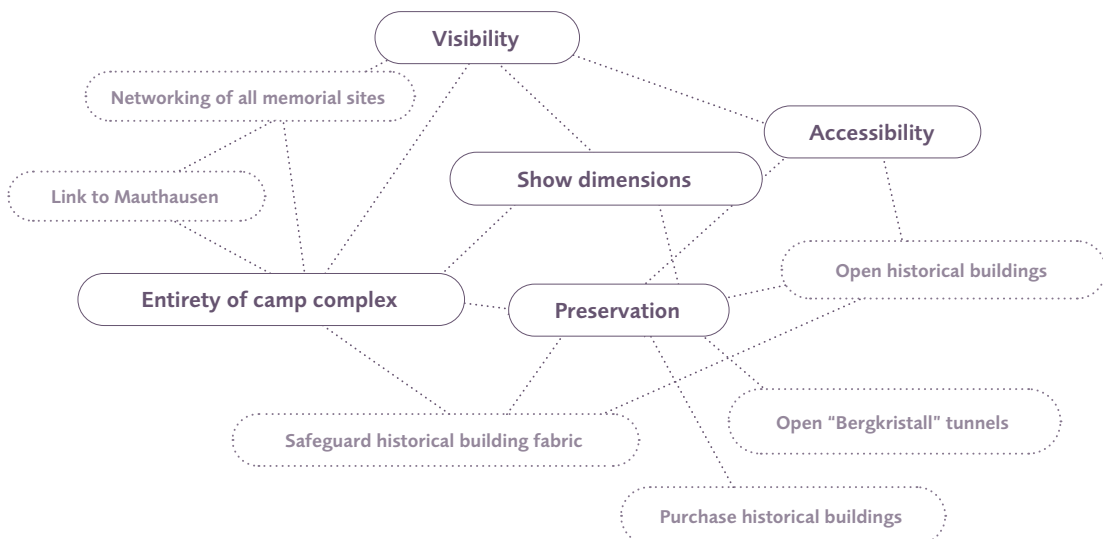 Visibility
Networking of all memorial sites
Accessibility
Show dimensions
Link to Mauthausen
Open historical buildings
Entirety of camp complex
Preservation
Open “Bergkristall” tunnels
Safeguard historical building fabric
Purchase historical buildings